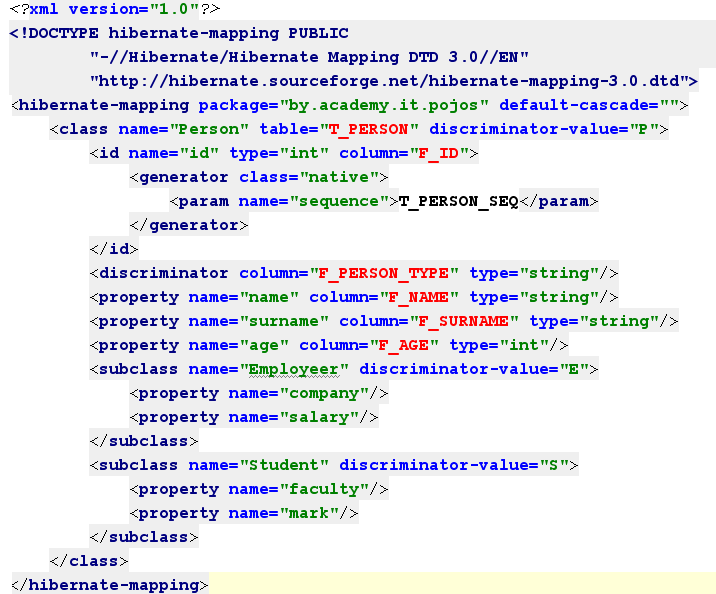 <?xml version="1.0"?>
<!DOCTYPE hibernate-mapping PUBLIC
        "-//Hibernate/Hibernate Mapping DTD 3.0//EN"
        "http://hibernate.sourceforge.net/hibernate-mapping-3.0.dtd">
<hibernate-mapping package="by.academy.it.pojos" default-cascade="">
    <class name="Person" table="T_PERSON" discriminator-value="P">
        <id name="id" type="int" column="F_ID">
            <generator class="native">
                <param name="sequence">T_PERSON_SEQ</param>
            </generator>
        </id>
        <discriminator column="F_PERSON_TYPE" type="string"/>
        <property name="name" column="F_NAME" type="string"/>
        <property name="surname" column="F_SURNAME" type="string"/>
        <property name="age" column="F_AGE" type="int"/>
        <subclass name="Employeer" discriminator-value="E">
            <property name="company"/>
            <property name="salary"/>
        </subclass>
        <subclass name="Student" discriminator-value="S">
            <property name="faculty"/>
            <property name="mark"/>
        </subclass>
    </class>
</hibernate-mapping>